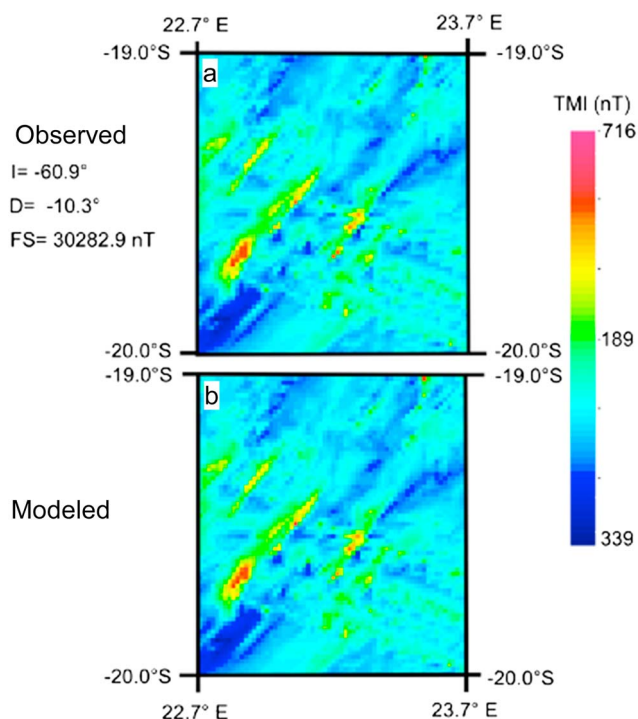 22.7° E
23.7° E
-19.0°S
-19.0°S
a
TMI (nT)
716
Observed
I= -60.9°
D= -10.3°
FS= 30282.9 nT
189
-20.0°S
-20.0°S
-19.0°S
-19.0°S
b
Modeled
339
-20.0°S
-20.0°S
22.7° E
23.7° E